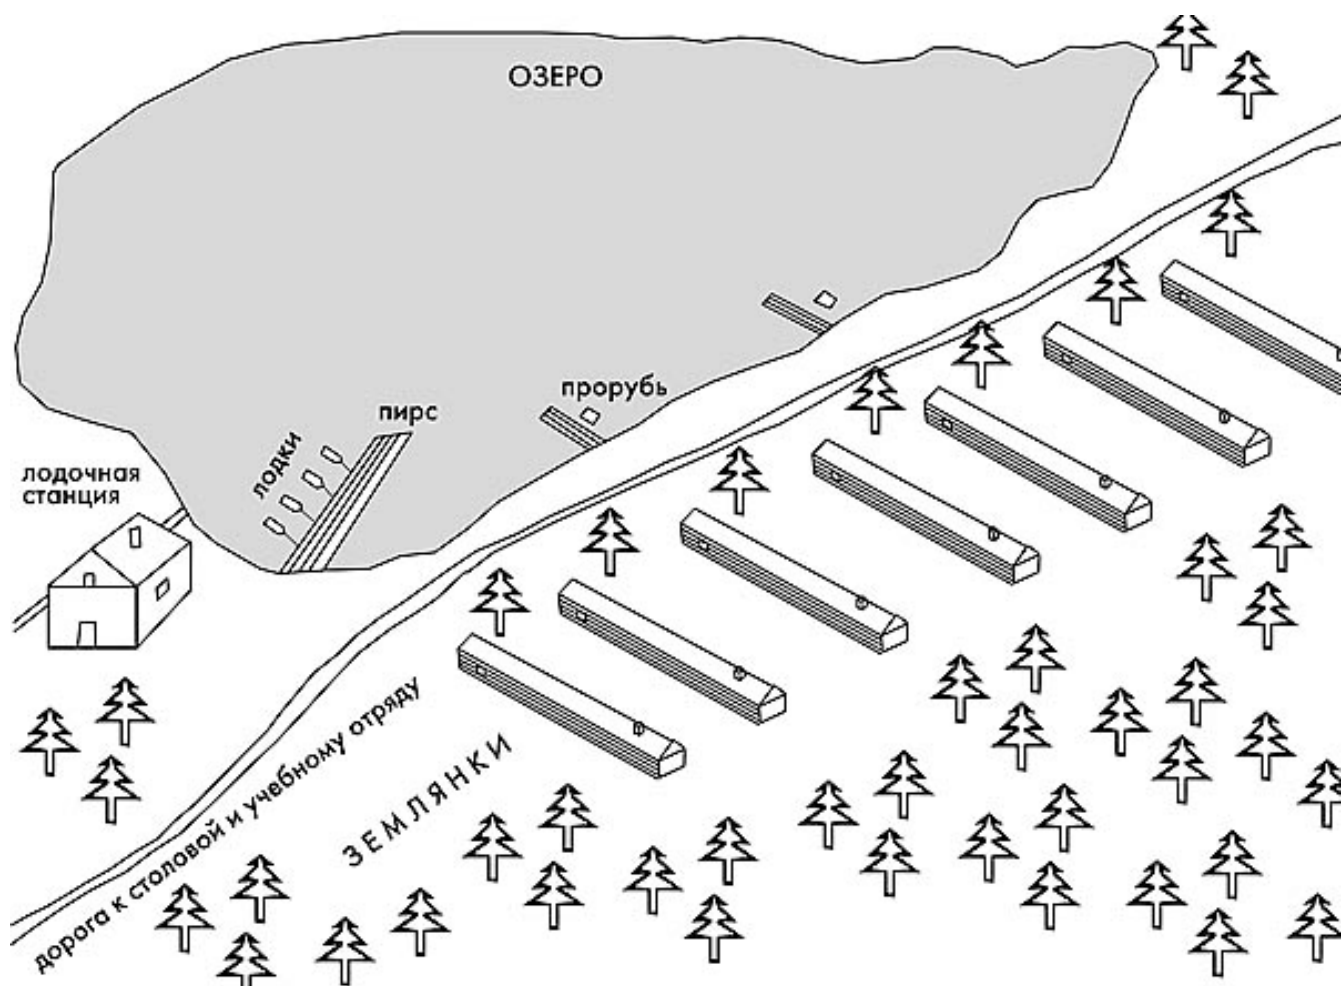 ОЗЕРО
прорубь
пирс
лодки
лодочная
станция
дорога к столовой и учебному отряду
ЗЕМЛЯНКИ